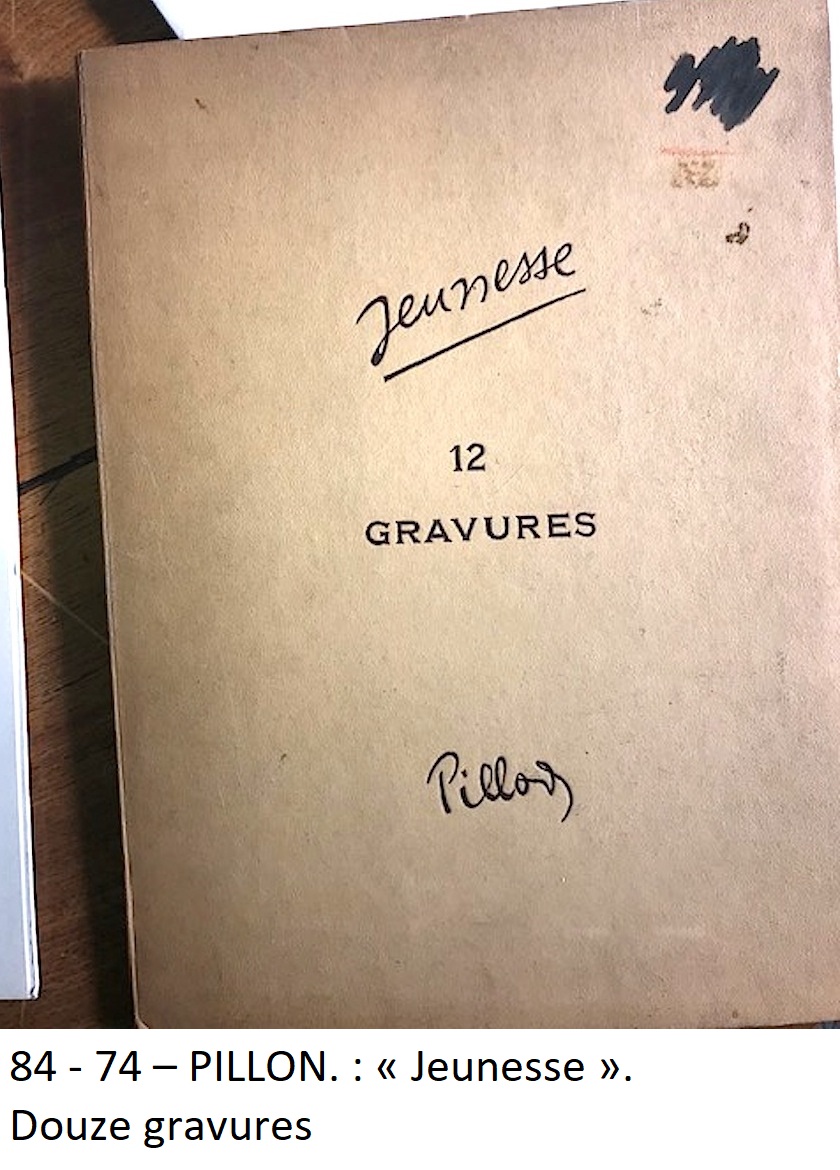 Jeunesse
12
GRAVURES
Pillon
84 - 74 – PILLON. : « Jeunesse ».
Douze gravures